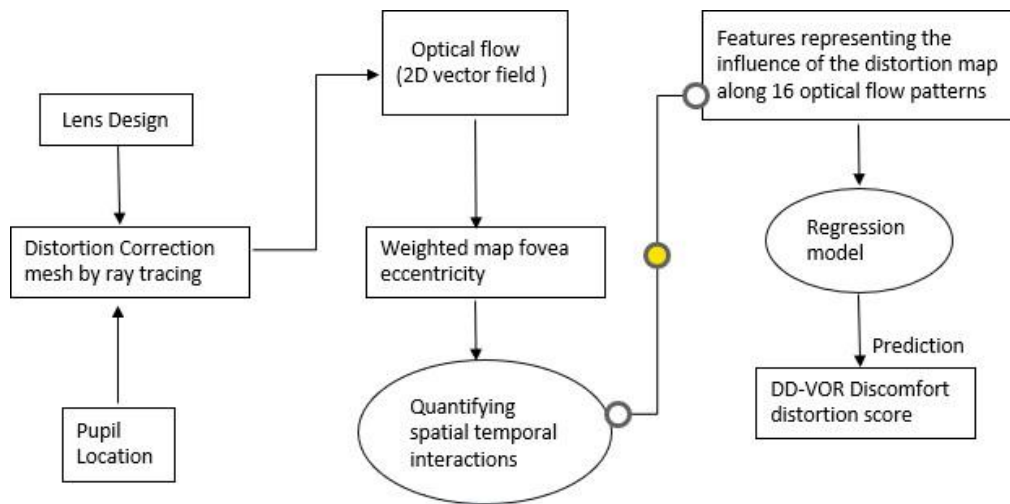 Lens Design
Distortion Correction
mesh by ray tracing
Pupil
Location
Optical flow
(2D vector field )
Weighted map fovea
eccentricity
Quantifying
spatial temporal
interactions
Features representing the
influence of the distortion map
along 16 optical flow patterns
Regression
model
Prediction
DD-VOR Discomfort
distortion score